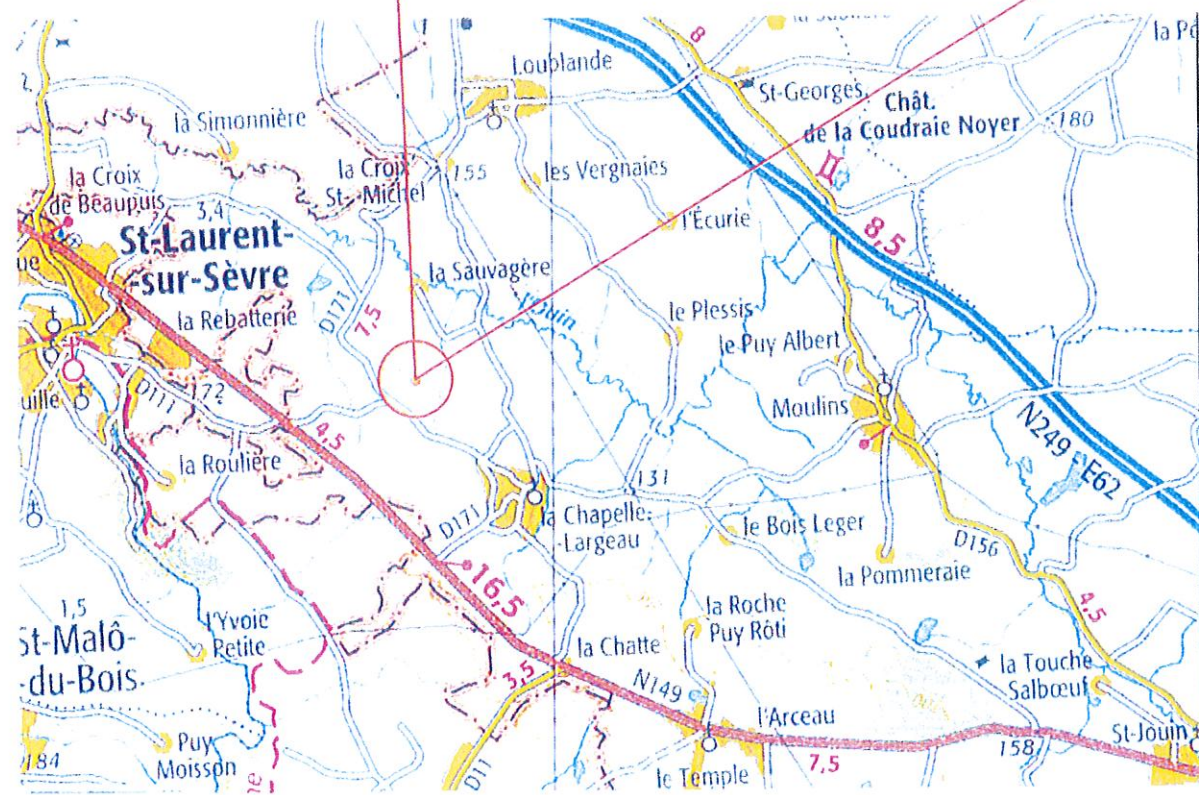 Loublande
St-Georges
Chât.
de la Coudraie Noyer
180
8
la Simonnière
la Croix
St-Michel
155
les Vergnaies
l'Écurie
8,5
la Croix
de Beaupuis
3,4
St-Laurent-
-sur-Sèvre
la Sauvagère
l'Ouin
D171
7,5
la Rebatterie
le Plessis
le Puy Albert
Moulins
D111
172
4,5
N249 - E62
la Roulière
131
D171
la Chapelle-
-Largeau
le Bois Leger
D156
la Pommeraie
16,5
4,5
1,5
St-Malô-
-du-Bois
l'Yvoie
Petite
la Roche
Puy Rôti
la Chatte
la Touche
Salbœuf
3,5
N149
l'Arceau
St-Jouin
158
Puy
Moisson
184
D11
le Temple
7,5